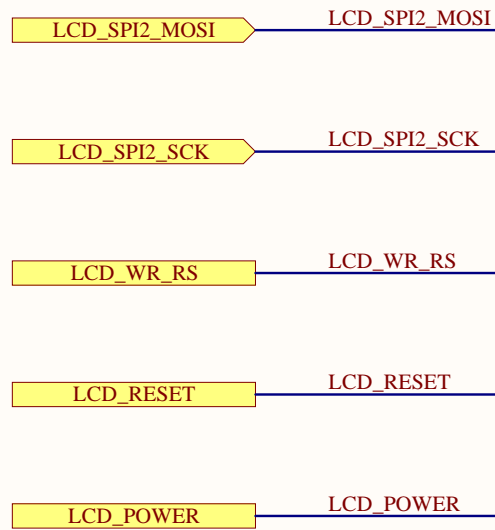 LCD_SPI2_MOSI LCD_SPI2_MOSI
LCD_SPI2_SCK LCD_SPI2_SCK
LCD_WR_RS LCD_WR_RS
LCD_RESET LCD_RESET
LCD_POWER LCD_POWER